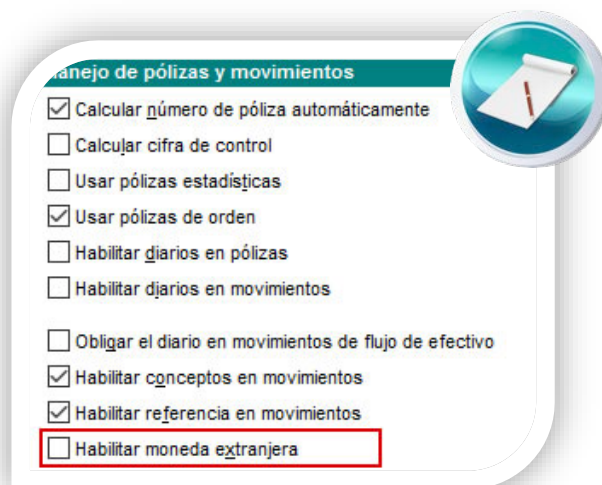 Manejo de pólizas y movimientos
Calcular número de póliza automáticamente
Calcular cifra de control
Usar pólizas estadísticas
Usar pólizas de orden
Habilitar diarios en pólizas
Habilitar diarios en movimientos
Obligar el diario en movimientos de flujo de efectivo
Habilitar conceptos en movimientos
Habilitar referencia en movimientos
Habilitar moneda extranjera